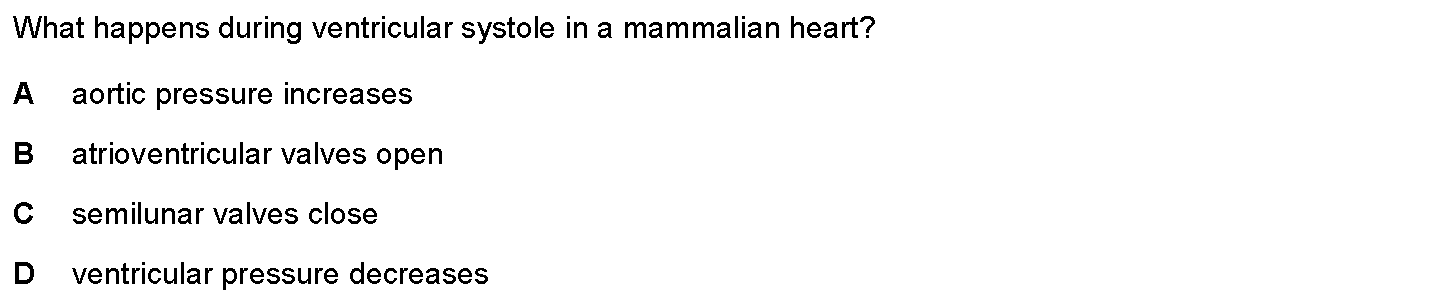 What happens during ventricular systole in a mammalian heart?
A aortic pressure increases
B atrioventricular valves open
C semilunar valves close
D ventricular pressure decreases